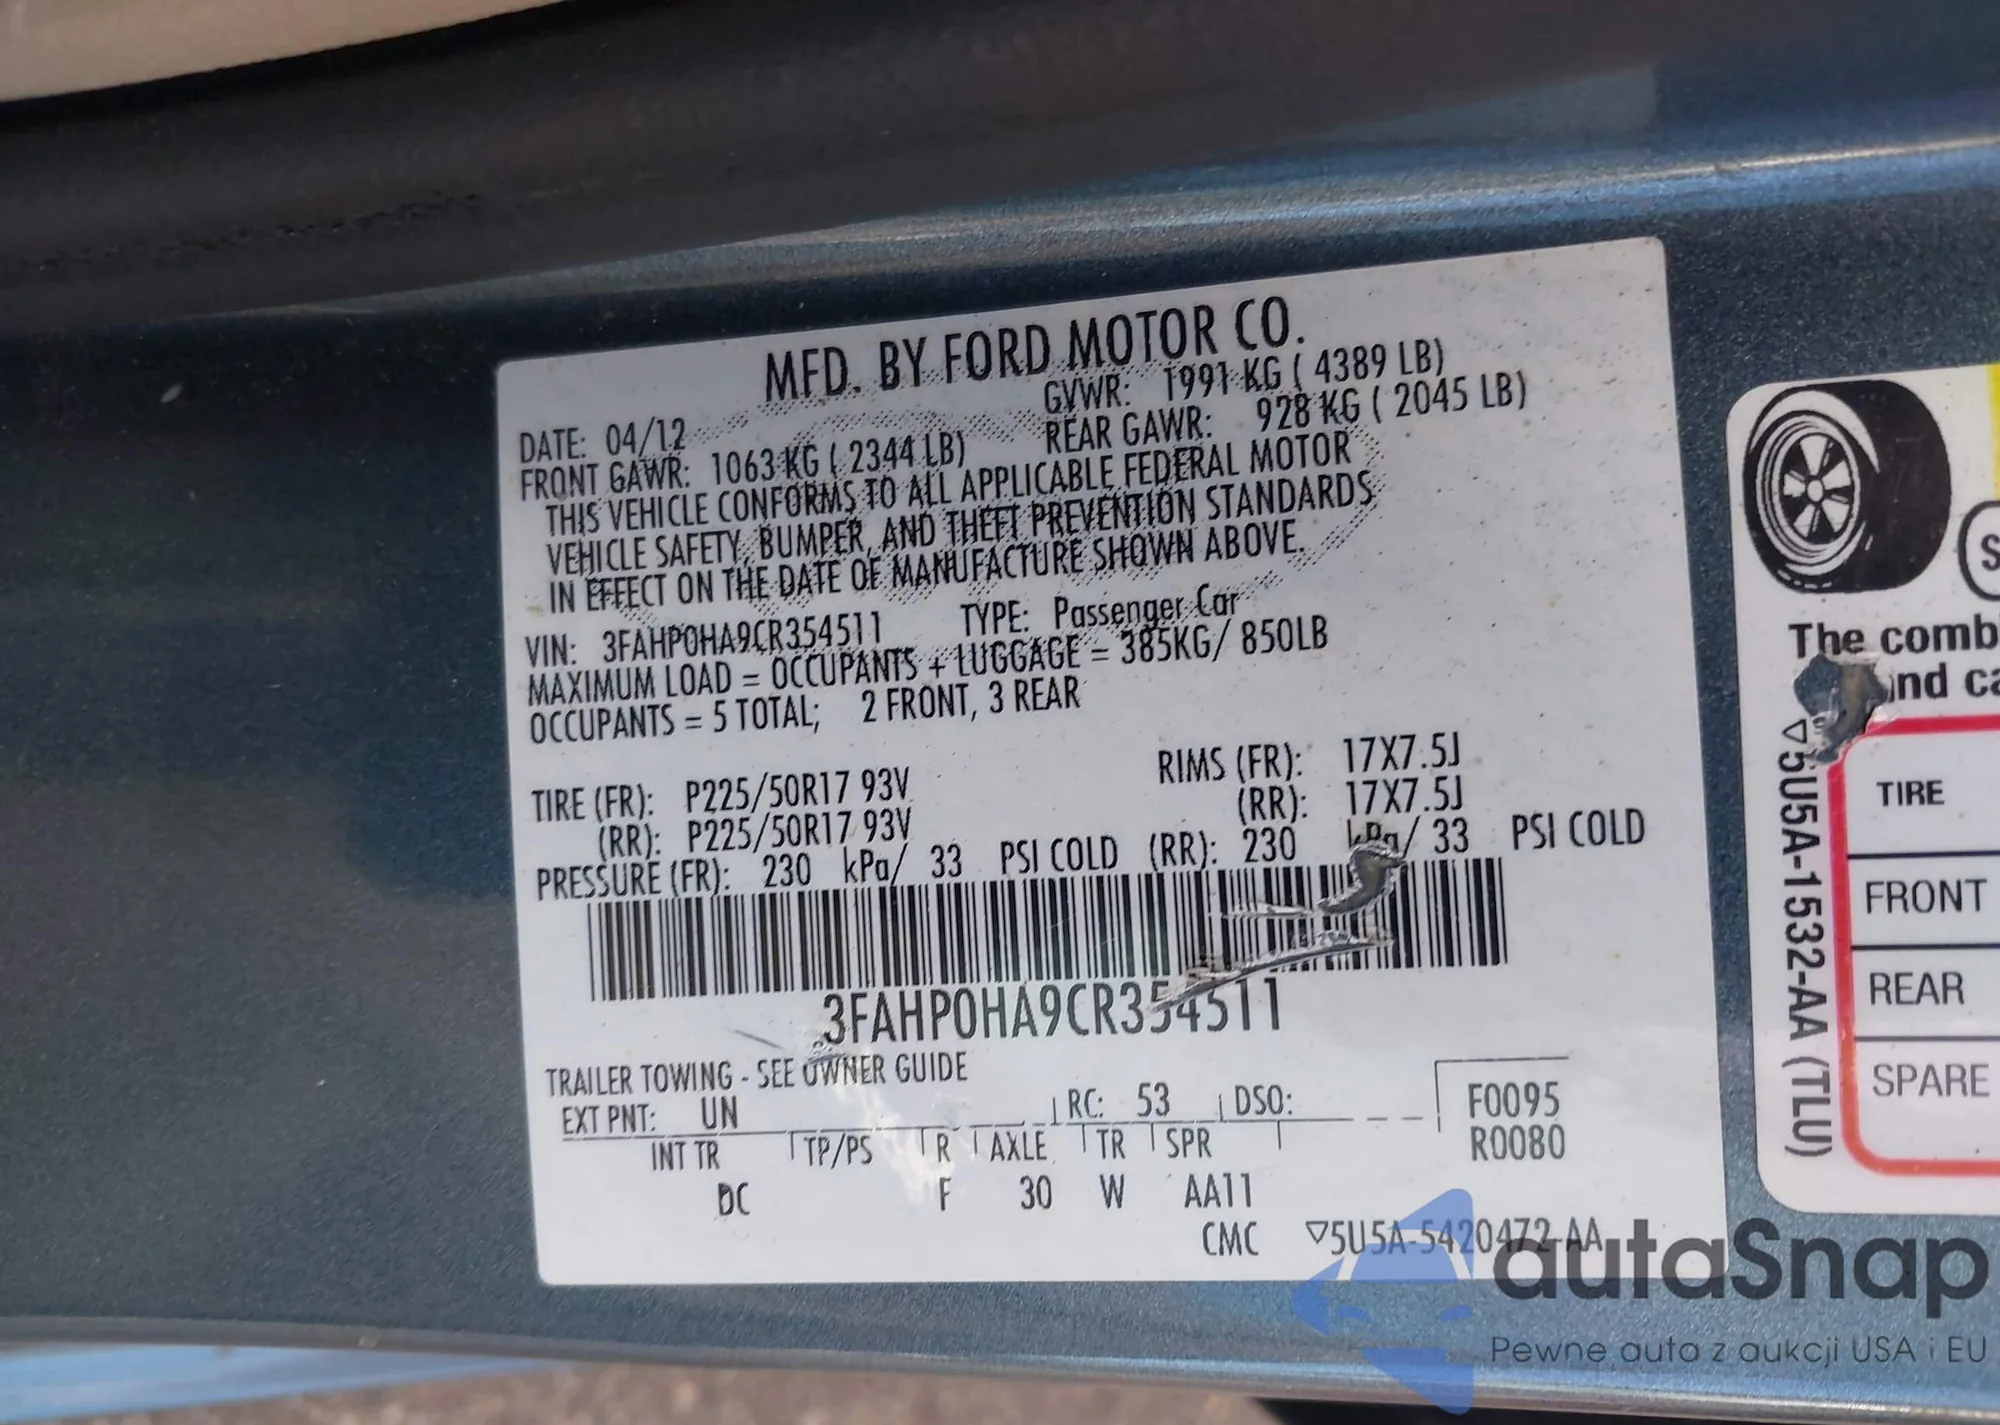 MFD. BY FORD MOTOR CO.
DATE: 04/12 GVWR: 1991 KG ( 4389 LB)
FRONT GAWR: 1063 KG ( 2344 LB) REAR GAWR: 928 KG ( 2045 LB)
THIS VEHICLE CONFORMS TO ALL APPLICABLE FEDERAL MOTOR
VEHICLE SAFETY, BUMPER, AND THEFT PREVENTION STANDARDS
IN EFFECT ON THE DATE OF MANUFACTURE SHOWN ABOVE.
VIN: 3FAHP0HA9CR354511 TYPE: Passenger Car
MAXIMUM LOAD = OCCUPANTS + LUGGAGE = 385KG/ 850LB
OCCUPANTS = 5 TOTAL; 2 FRONT, 3 REAR
TIRE (FR): P225/50R17 93V RIMS (FR): 17X7.5J
(RR): P225/50R17 93V (RR): 17X7.5J
PRESSURE (FR): 230 kPa/ 33 PSI COLD (RR): 230 kPa/ 33 PSI COLD
3FAHP0HA9CR354511
TRAILER TOWING - SEE OWNER GUIDE
EXT PNT: UN RC: 53 DSO: F0095
INT TR TP/PS R AXLE TR SPR R0080
DC F 30 W AA11
CMC ▽5U5A-5420472-AA
S
The comb
and ca
▽5U5A-1532-AA (TLU)
TIRE
FRONT
REAR
SPARE
autaSnap
Pewne auta z aukcji USA i EU